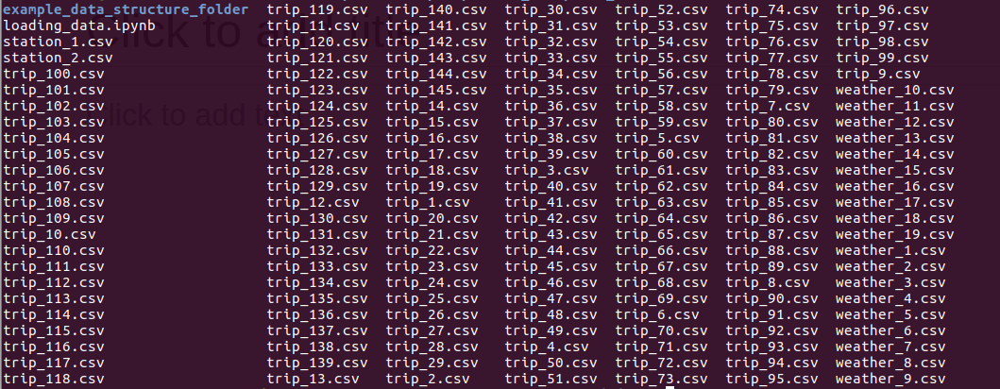 example_data_structure_folder trip_119.csv trip_140.csv trip_30.csv trip_52.csv trip_74.csv trip_96.csv
loading_data.ipynb trip_11.csv trip_141.csv trip_31.csv trip_53.csv trip_75.csv trip_97.csv
station_1.csv trip_120.csv trip_142.csv trip_32.csv trip_54.csv trip_76.csv trip_98.csv
station_2.csv trip_121.csv trip_143.csv trip_33.csv trip_55.csv trip_77.csv trip_99.csv
trip_100.csv trip_122.csv trip_144.csv trip_34.csv trip_56.csv trip_78.csv trip_9.csv
trip_101.csv trip_123.csv trip_145.csv trip_35.csv trip_57.csv trip_79.csv weather_10.csv
trip_102.csv trip_124.csv trip_14.csv trip_36.csv trip_58.csv trip_7.csv weather_11.csv
trip_103.csv trip_125.csv trip_15.csv trip_37.csv trip_59.csv trip_80.csv weather_12.csv
trip_104.csv trip_126.csv trip_16.csv trip_38.csv trip_5.csv trip_81.csv weather_13.csv
trip_105.csv trip_127.csv trip_17.csv trip_39.csv trip_60.csv trip_82.csv weather_14.csv
trip_106.csv trip_128.csv trip_18.csv trip_3.csv trip_61.csv trip_83.csv weather_15.csv
trip_107.csv trip_129.csv trip_19.csv trip_40.csv trip_62.csv trip_84.csv weather_16.csv
trip_108.csv trip_12.csv trip_1.csv trip_41.csv trip_63.csv trip_85.csv weather_17.csv
trip_109.csv trip_130.csv trip_20.csv trip_42.csv trip_64.csv trip_86.csv weather_18.csv
trip_10.csv trip_131.csv trip_21.csv trip_43.csv trip_65.csv trip_87.csv weather_19.csv
trip_110.csv trip_132.csv trip_22.csv trip_44.csv trip_66.csv trip_88.csv weather_1.csv
trip_111.csv trip_133.csv trip_23.csv trip_45.csv trip_67.csv trip_89.csv weather_2.csv
trip_112.csv trip_134.csv trip_24.csv trip_46.csv trip_68.csv trip_8.csv weather_3.csv
trip_113.csv trip_135.csv trip_25.csv trip_47.csv trip_69.csv trip_90.csv weather_4.csv
trip_114.csv trip_136.csv trip_26.csv trip_48.csv trip_6.csv trip_91.csv weather_5.csv
trip_115.csv trip_137.csv trip_27.csv trip_49.csv trip_70.csv trip_92.csv weather_6.csv
trip_116.csv trip_138.csv trip_28.csv trip_4.csv trip_71.csv trip_93.csv weather_7.csv
trip_117.csv trip_139.csv trip_29.csv trip_50.csv trip_72.csv trip_94.csv weather_8.csv
trip_118.csv trip_13.csv trip_2.csv trip_51.csv trip_73.csv trip_95.csv weather_9.csv